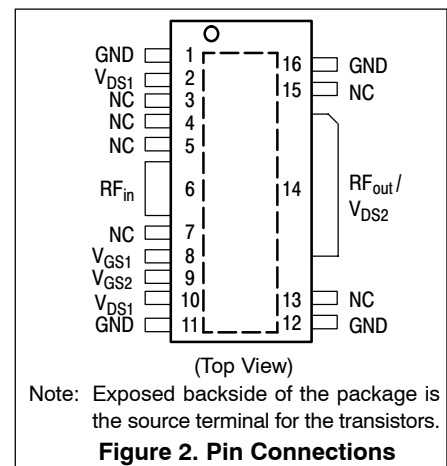 GND 1 16 GND
V_DS1 2
NC 3 15 NC
NC 4
NC 5
RF_in 6 14 RF_out/
V_DS2
NC 7
V_GS1 8
V_GS2 9
V_DS1 10 13 NC
GND 11 12 GND
(Top View)
Note: Exposed backside of the package is
the source terminal for the transistors.
Figure 2. Pin Connections